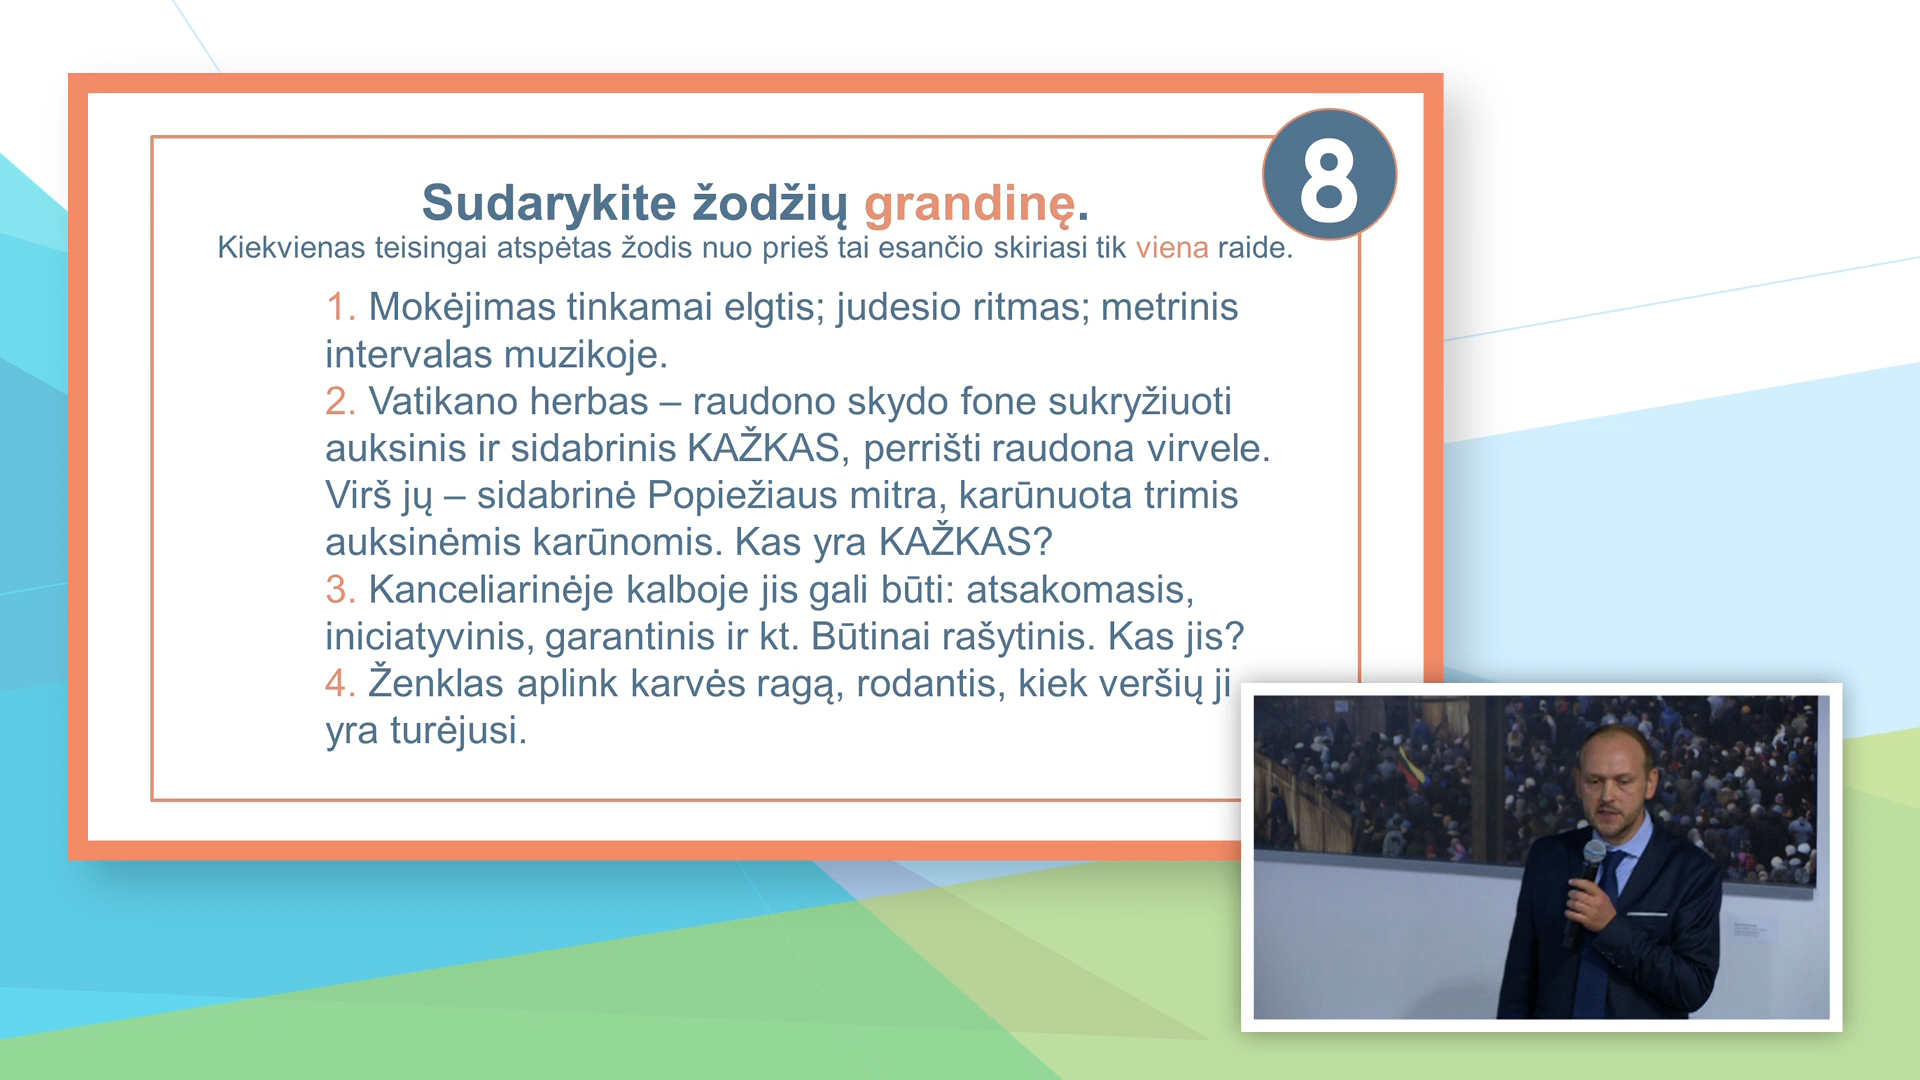 8
Sudarykite žodžių grandinę.
Kiekvienas teisingai atspėtas žodis nuo prieš tai esančio skiriasi tik viena raide.
1. Mokėjimas tinkamai elgtis; judesio ritmas; metrinis
intervalas muzikoje.
2. Vatikano herbas – raudono skydo fone sukryžiuoti
auksinis ir sidabrinis KAŽKAS, perrišti raudona virvele.
Virš jų – sidabrinė Popiežiaus mitra, karūnuota trimis
auksinėmis karūnomis. Kas yra KAŽKAS?
3. Kanceliarinėje kalboje jis gali būti: atsakomasis,
iniciatyvinis, garantinis ir kt. Būtinai rašytinis. Kas jis?
4. Ženklas aplink karvės ragą, rodantis, kiek veršių ji
yra turėjusi.